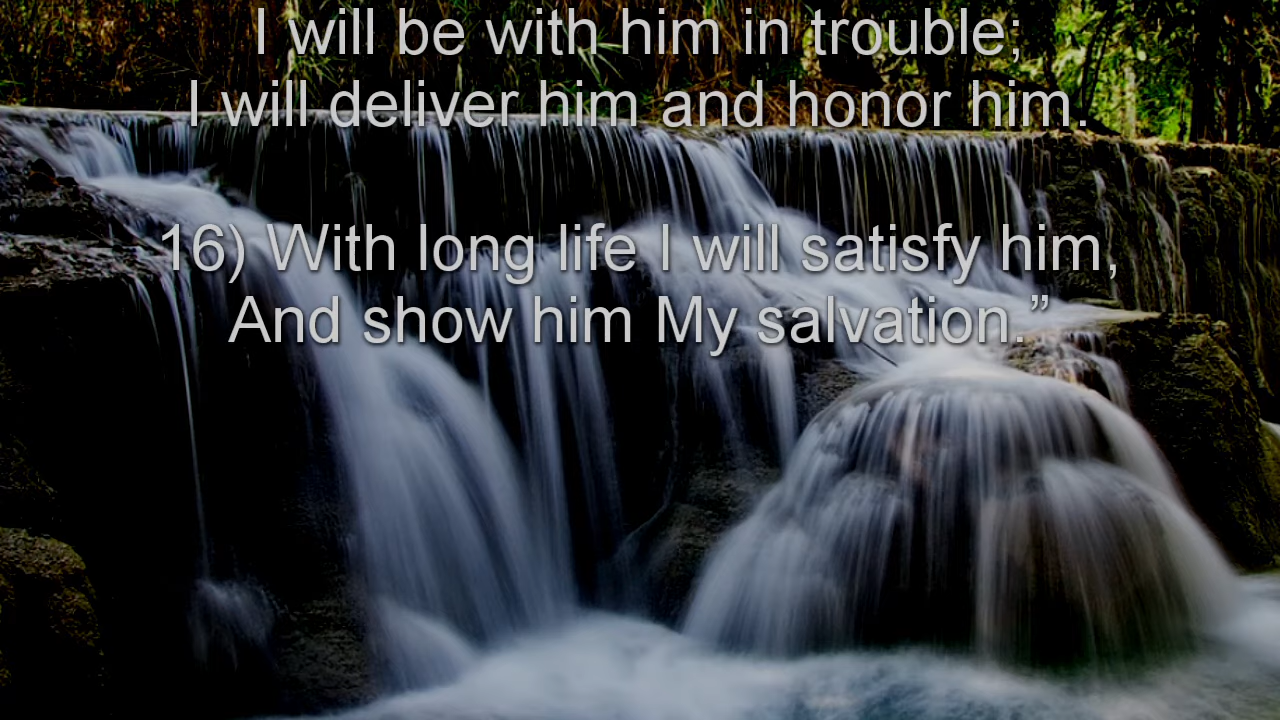 I will be with him in trouble;
I will deliver him and honor him.
16) With long life I will satisfy him,
And show him My salvation.”